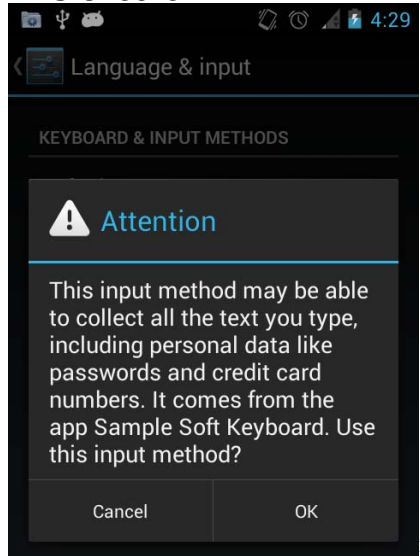 4:29
Language & input
KEYBOARD & INPUT METHODS
Attention
This input method may be able
to collect all the text you type,
including personal data like
passwords and credit card
numbers. It comes from the
app Sample Soft Keyboard. Use
this input method?
Cancel OK